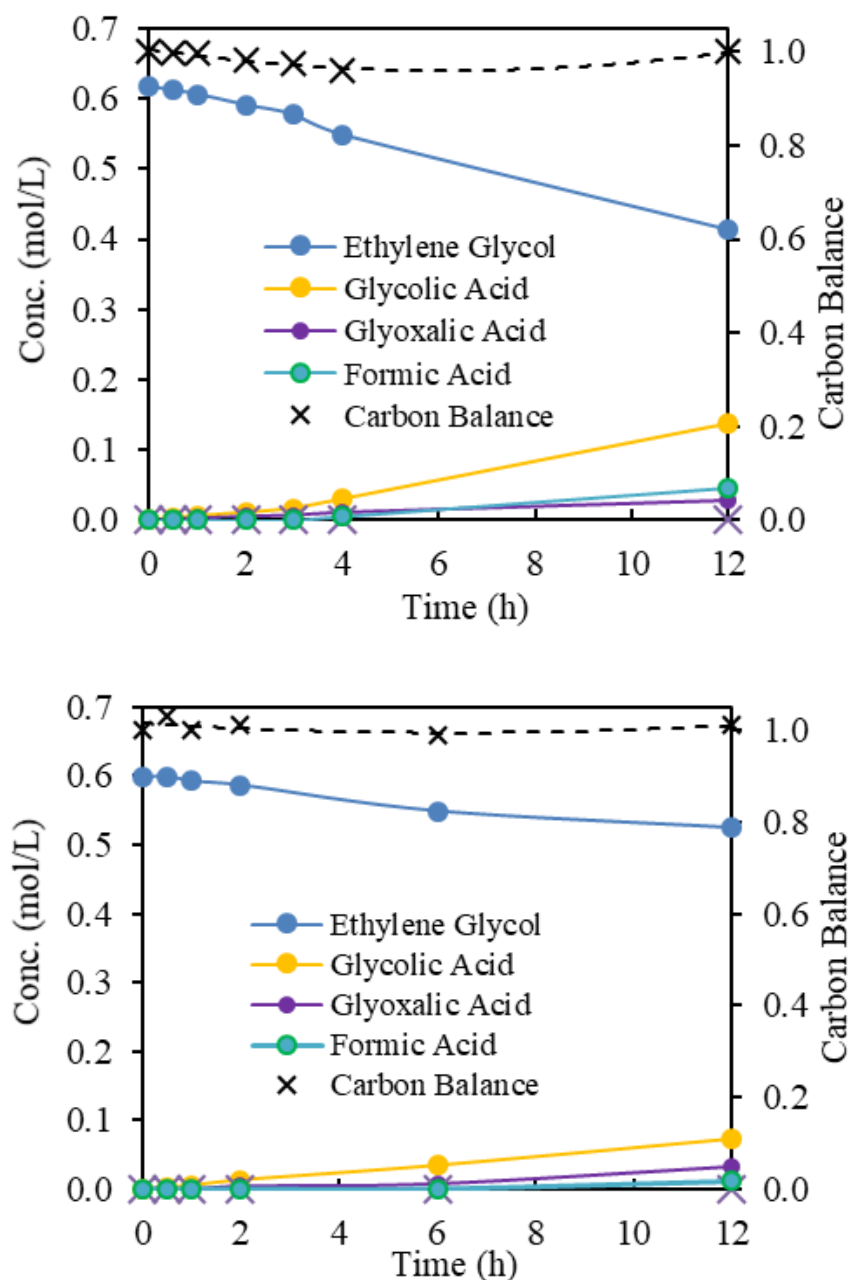 0.7
0.6
0.5
0.4
0.3
0.2
0.1
0.0
Conc. (mol/L)
1.0
0.8
0.6
0.4
0.2
0.0
Carbon Balance
Ethylene Glycol
Glycolic Acid
Glyoxalic Acid
Formic Acid
Carbon Balance
0 2 4 6 8 10 12
Time (h)
0.7
0.6
0.5
0.4
0.3
0.2
0.1
0.0
Conc. (mol/L)
1.0
0.8
0.6
0.4
0.2
0.0
Carbon Balance
Ethylene Glycol
Glycolic Acid
Glyoxalic Acid
Formic Acid
Carbon Balance
0 2 4 6 8 10 12
Time (h)